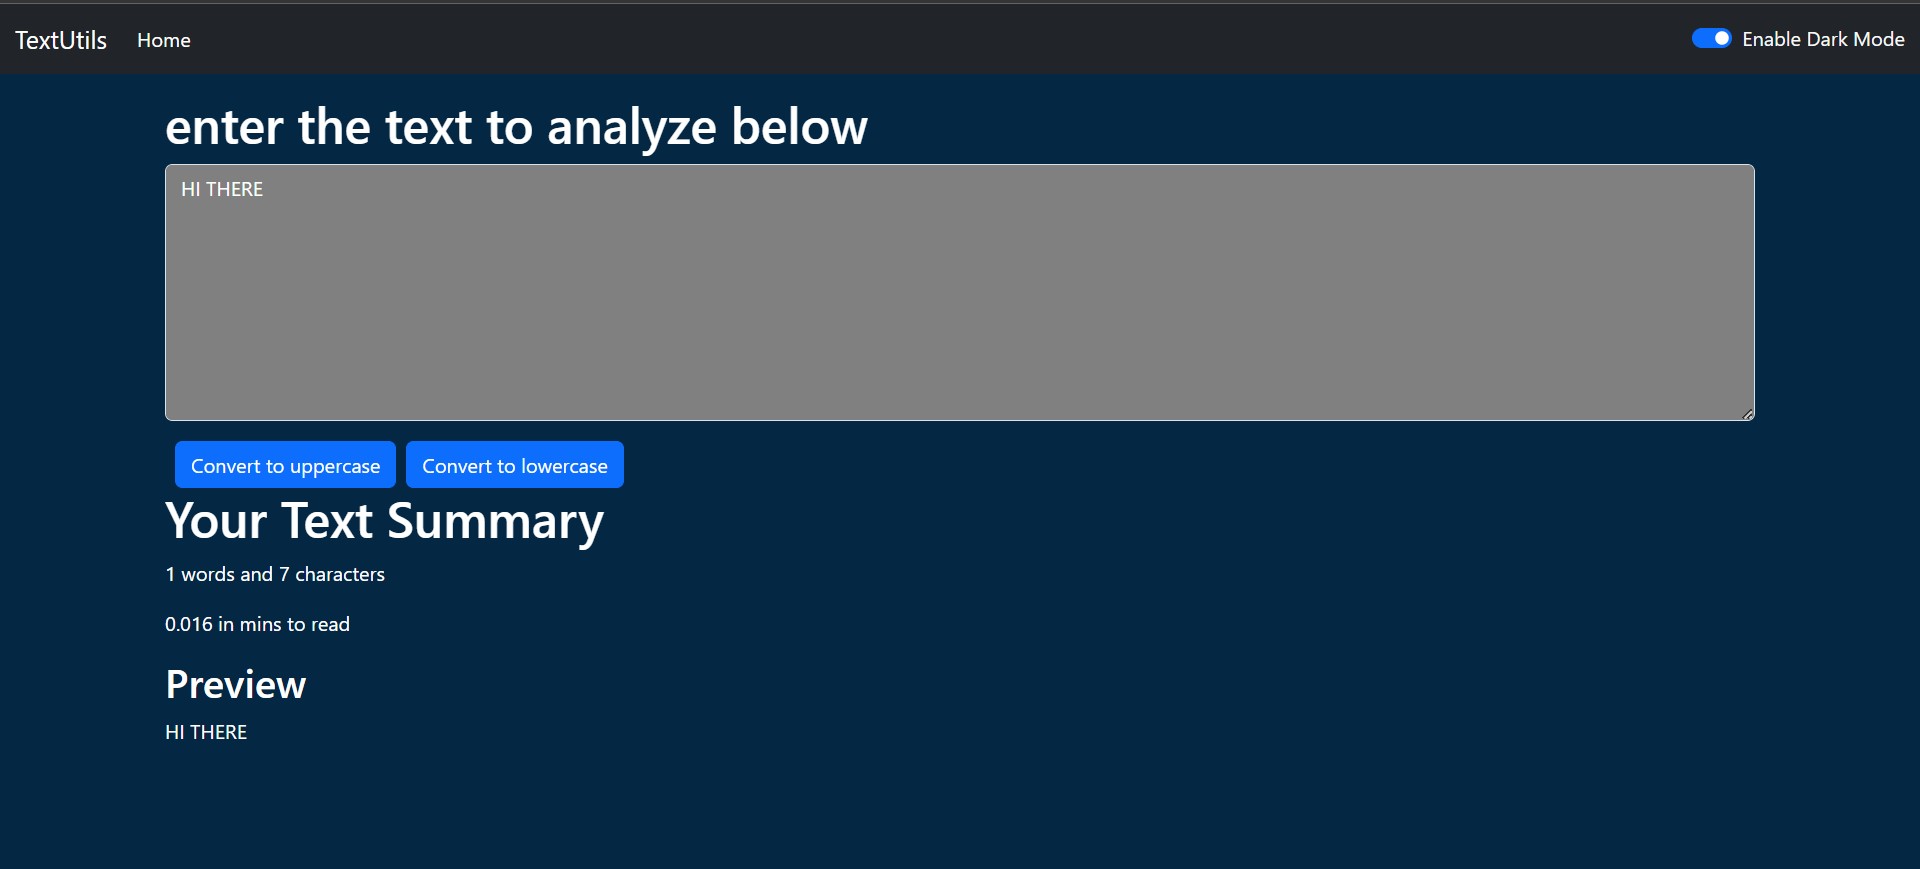 TextUtils Home Enable Dark Mode
enter the text to analyze below
HI THERE
Convert to uppercase Convert to lowercase
Your Text Summary
1 words and 7 characters
0.016 in mins to read
Preview
HI THERE